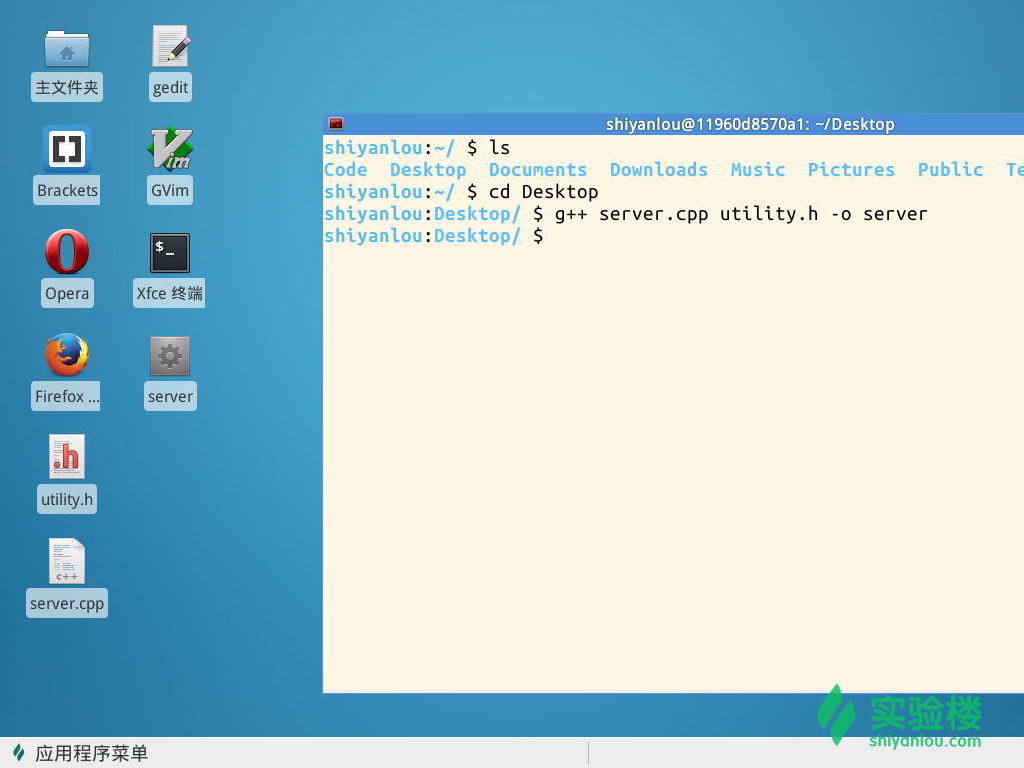 主文件夹
gedit
Brackets
Vim
GVim
Opera
$_
Xfce 终端
Firefox ...
server
.h
utility.h
c++
server.cpp
shiyanlou@11960d8570a1: ~/Desktop
shiyanlou:~/ $ ls
Code Desktop Documents Downloads Music Pictures Public Te
shiyanlou:~/ $ cd Desktop
shiyanlou:Desktop/ $ g++ server.cpp utility.h -o server
shiyanlou:Desktop/ $
实验楼
shiyanlou.com
应用程序菜单